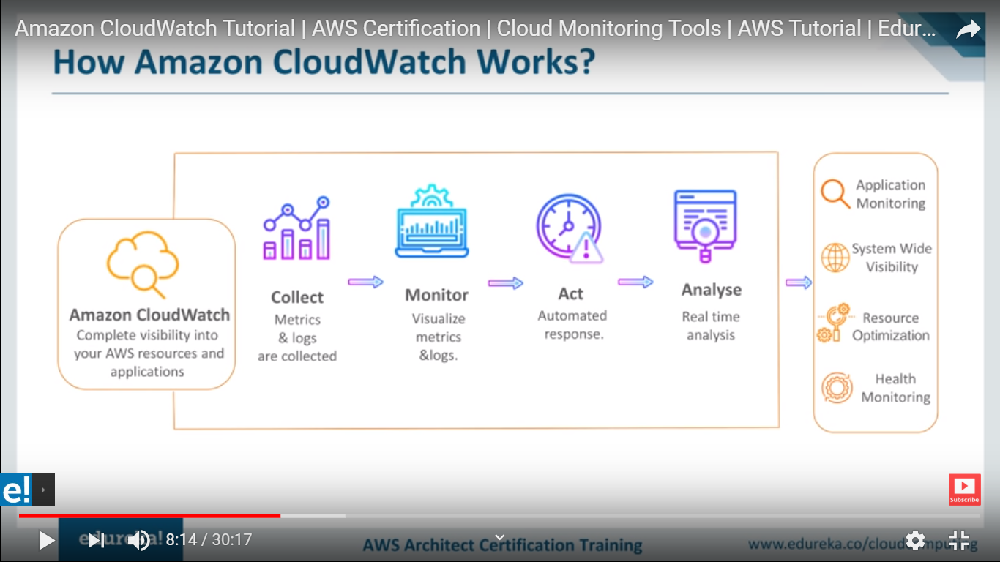 Amazon CloudWatch Tutorial | AWS Certification | Cloud Monitoring Tools | AWS Tutorial | Edur...
How Amazon CloudWatch Works?
Amazon CloudWatch
Complete visibility into
your AWS resources and
applications
Collect
Metrics
& logs
are collected
Monitor
Visualize
metrics
&logs.
Act
Automated
response.
Analyse
Real time
analysis
Application
Monitoring
System Wide
Visibility
Resource
Optimization
Health
Monitoring
e!
Subscribe
edureka!
8:14 / 30:17
AWS Architect Certification Training
www.edureka.co/cloudcomputing